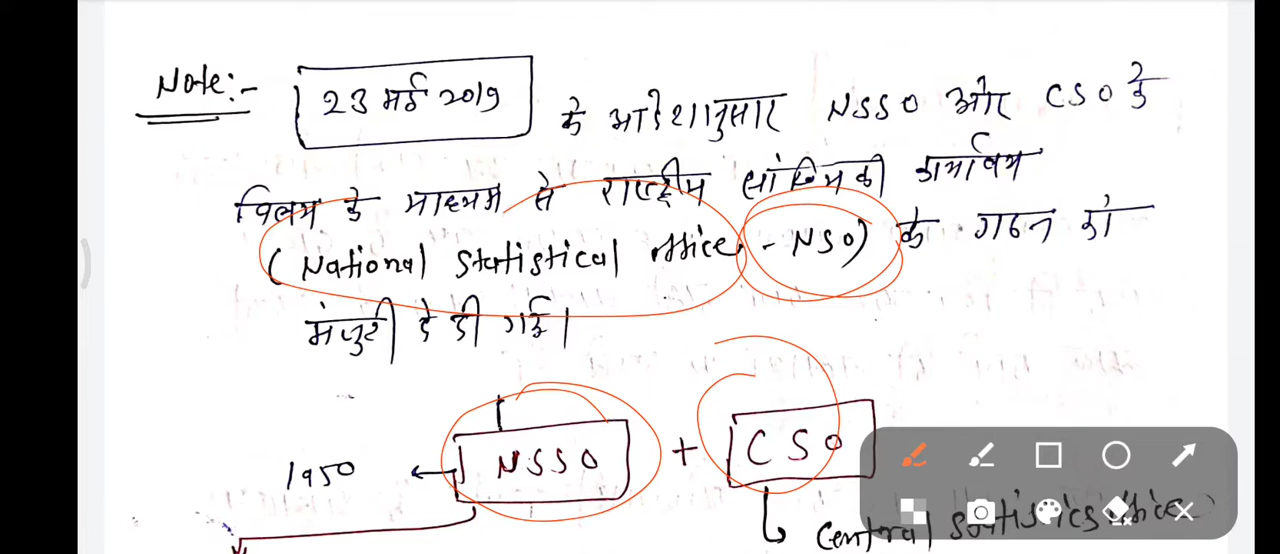 Note:- 23 मई 2019 के आदेशानुसार NSSO और CSO के
विलय के माध्यम से राष्ट्रीय सांख्यिकी कार्यालय
(National Statistical office - NSO) के गठन को
मंजूरी दे दी गई।
1950 ← NSSO + CSO
Central Statistics office